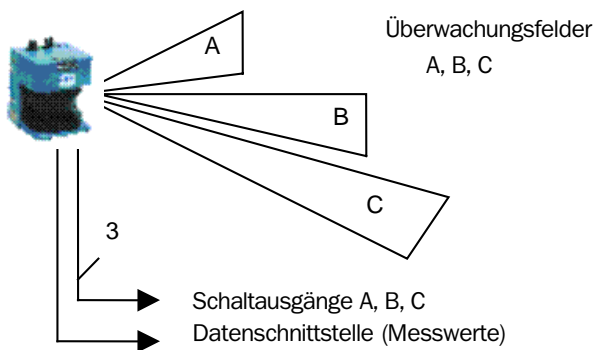 Überwachungsfelder
A, B, C
A
B
C
3
Schaltausgänge A, B, C
Datenschnittstelle (Messwerte)